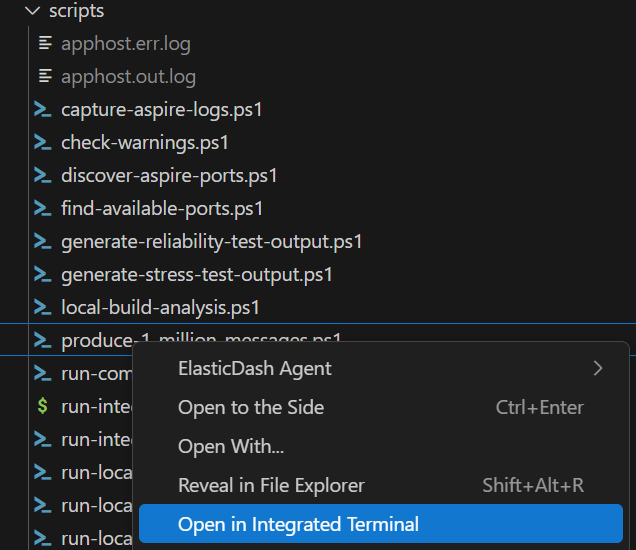 scripts
apphost.err.log
apphost.out.log
capture-aspire-logs.ps1
check-warnings.ps1
discover-aspire-ports.ps1
find-available-ports.ps1
generate-reliability-test-output.ps1
generate-stress-test-output.ps1
local-build-analysis.ps1
produce-1-million-messages.ps1
ElasticDash Agent
run-com
Open to the Side Ctrl+Enter
$ run-inte
Open With...
run-inte
Reveal in File Explorer Shift+Alt+R
run-loca
run-loca
Open in Integrated Terminal
run-loca